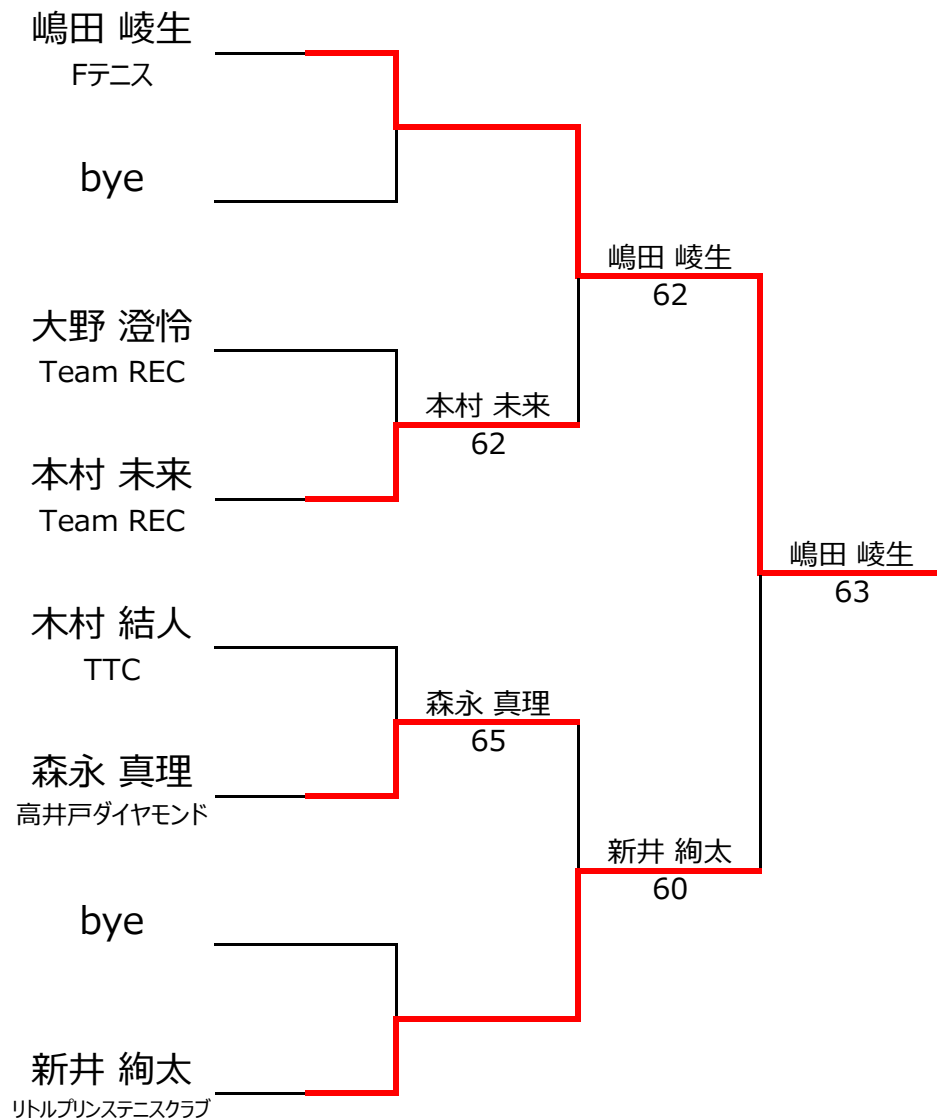 嶋田 崚生
Fテニス
bye
大野 澄怜
Team REC
本村 未来
Team REC
木村 結人
TTC
森永 真理
高井戸ダイヤモンド
bye
新井 絢太
リトルプリンステニスクラブ
本村 未来
62
森永 真理
65
嶋田 崚生
62
新井 絢太
60
嶋田 崚生
63